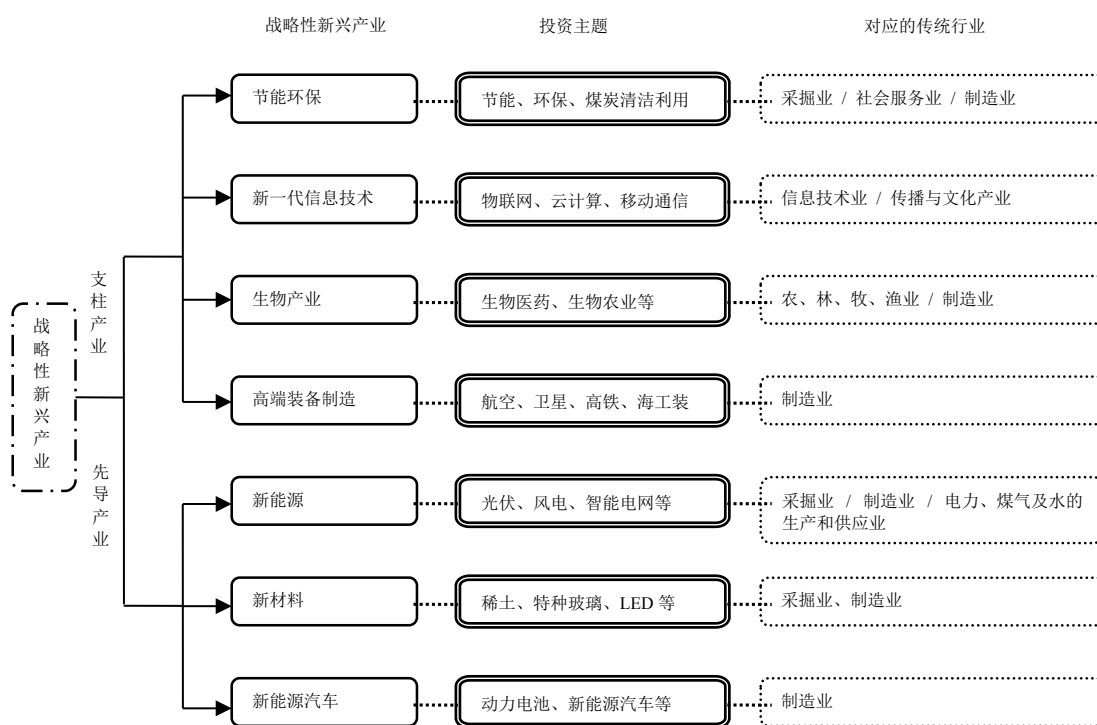 战略性新兴产业
投资主题
对应的传统行业
战略性新兴产业
支柱产业
先导产业
节能环保
节能、环保、煤炭清洁利用
采掘业 / 社会服务业 / 制造业
新一代信息技术
物联网、云计算、移动通信
信息技术业 / 传播与文化产业
生物产业
生物医药、生物农业等
农、林、牧、渔业 / 制造业
高端装备制造
航空、卫星、高铁、海工装
制造业
新能源
光伏、风电、智能电网等
采掘业 / 制造业 / 电力、煤气及水的
生产和供应业
新材料
稀土、特种玻璃、LED 等
采掘业、制造业
新能源汽车
动力电池、新能源汽车等
制造业